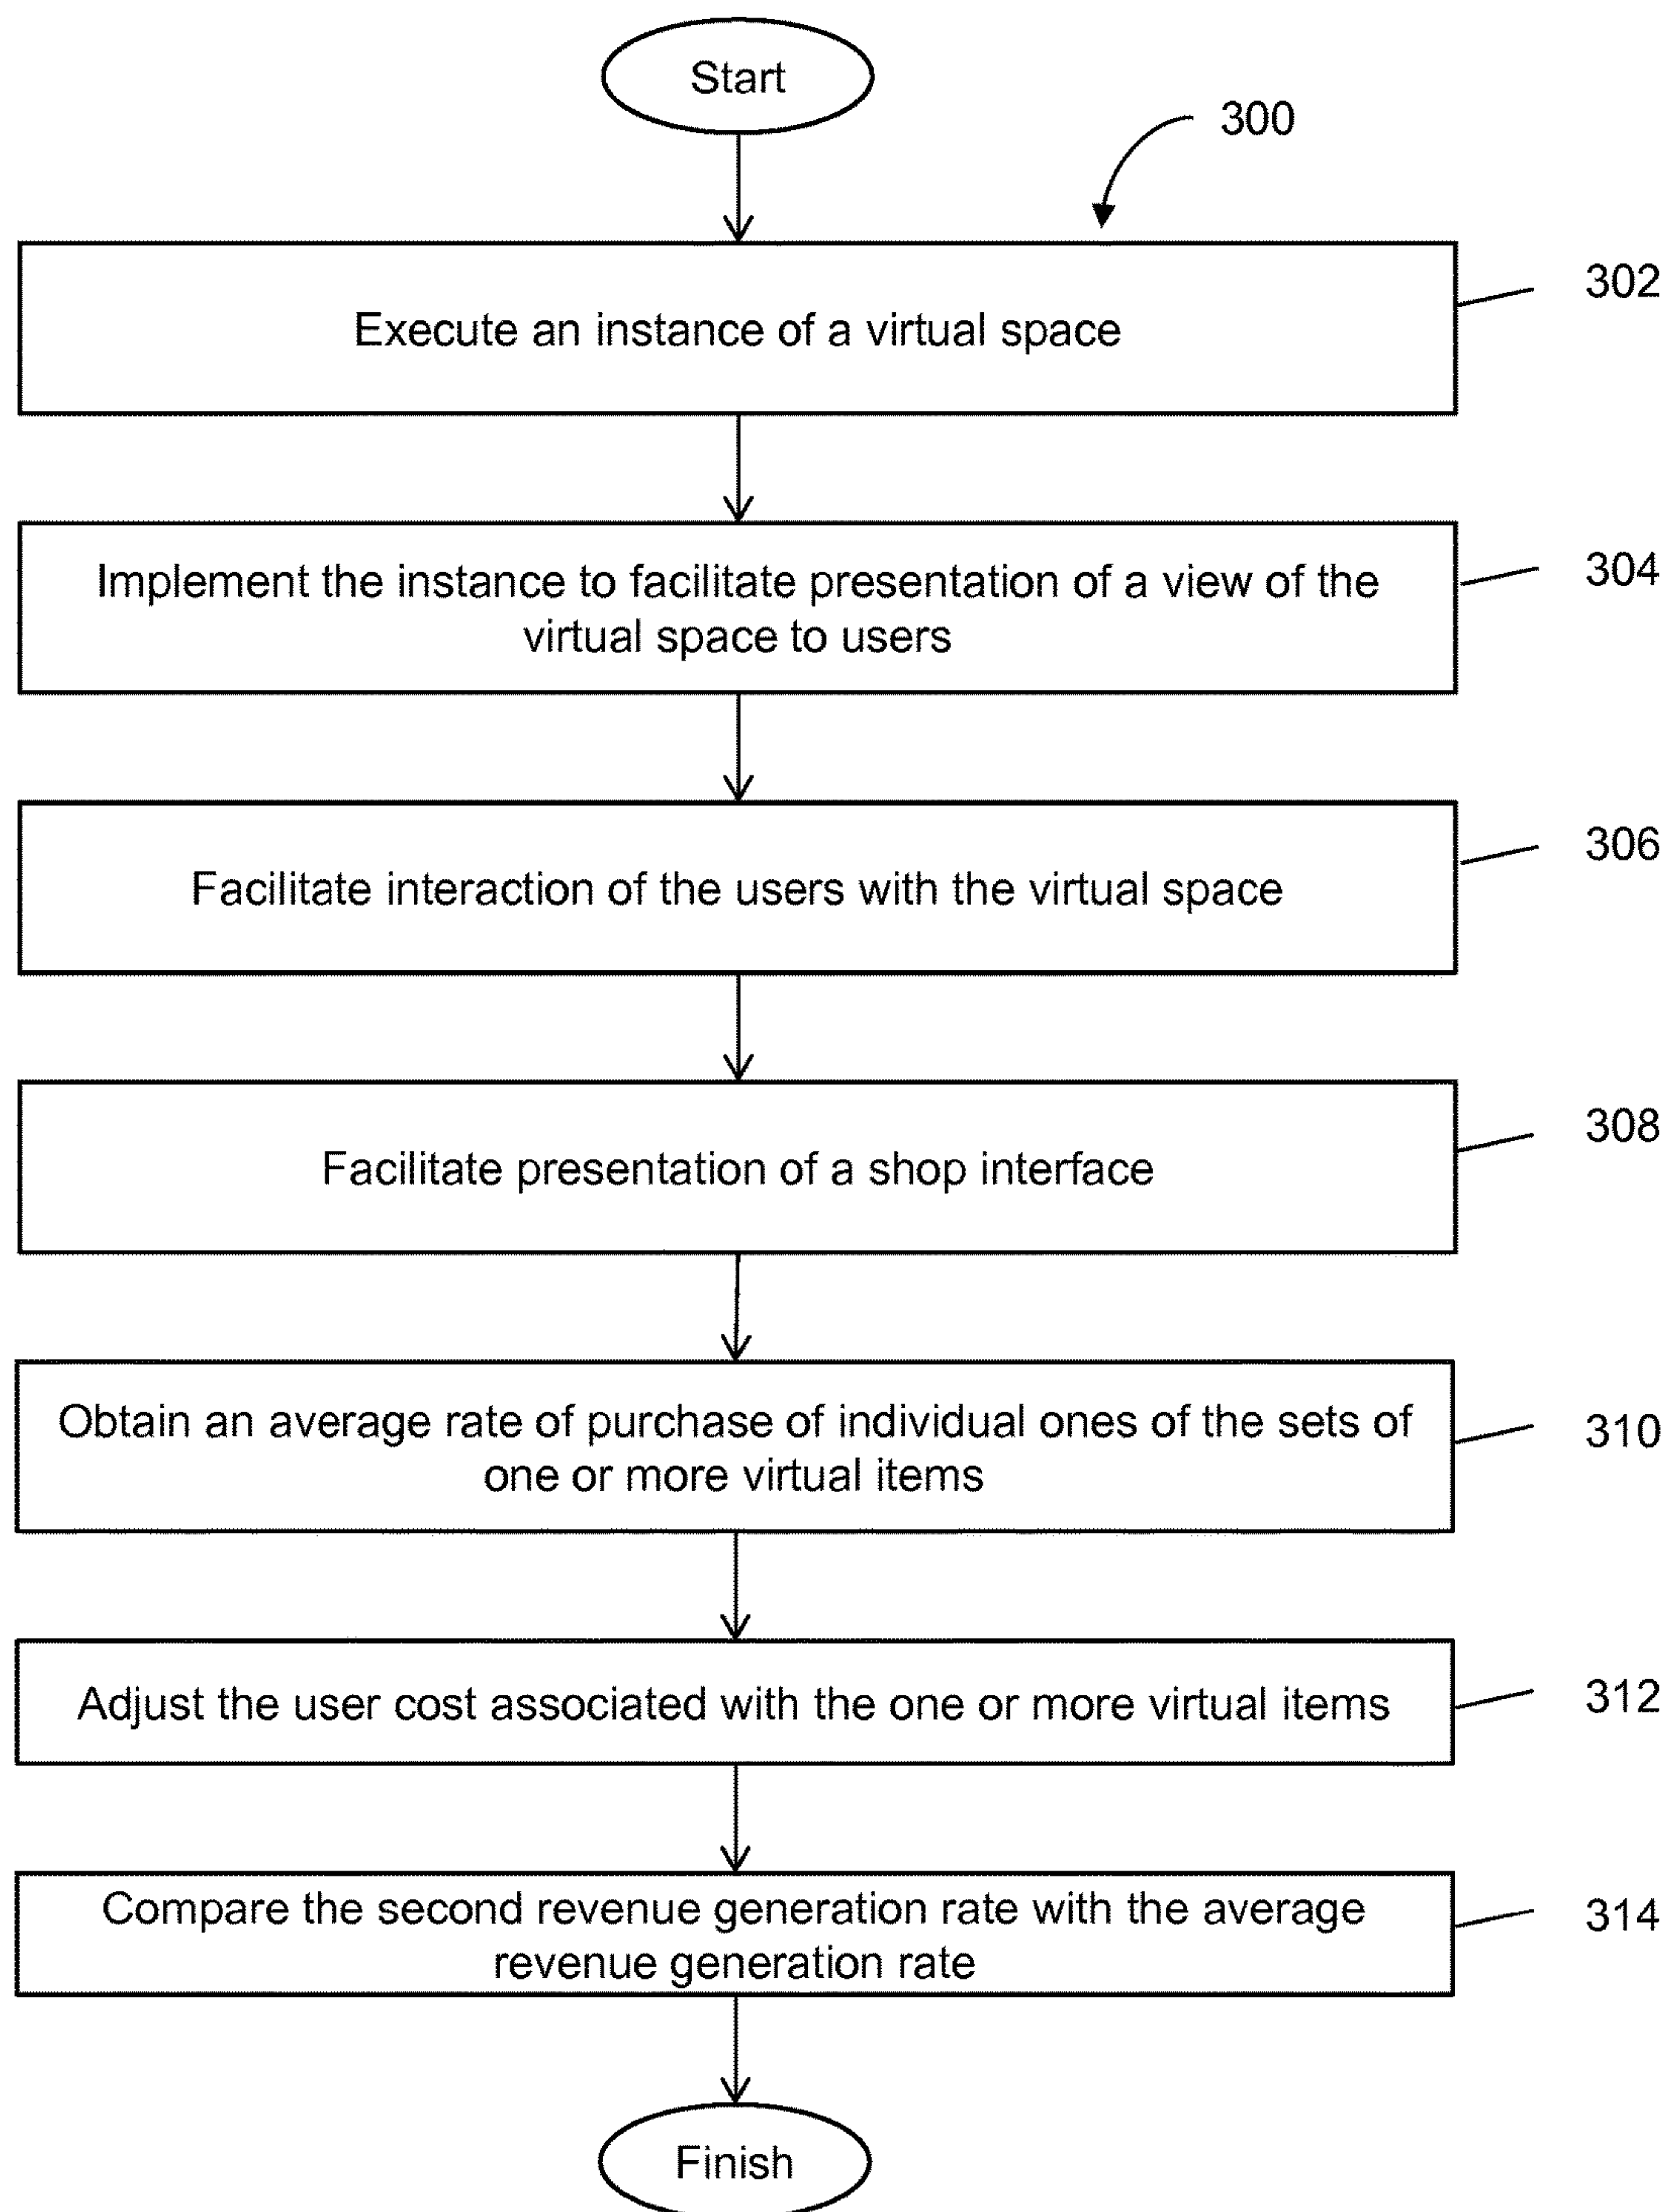 Start
300
Execute an instance of a virtual space
302
Implement the instance to facilitate presentation of a view of the
virtual space to users
304
Facilitate interaction of the users with the virtual space
306
Facilitate presentation of a shop interface
308
Obtain an average rate of purchase of individual ones of the sets of
one or more virtual items
310
Adjust the user cost associated with the one or more virtual items
312
Compare the second revenue generation rate with the average
revenue generation rate
314
Finish